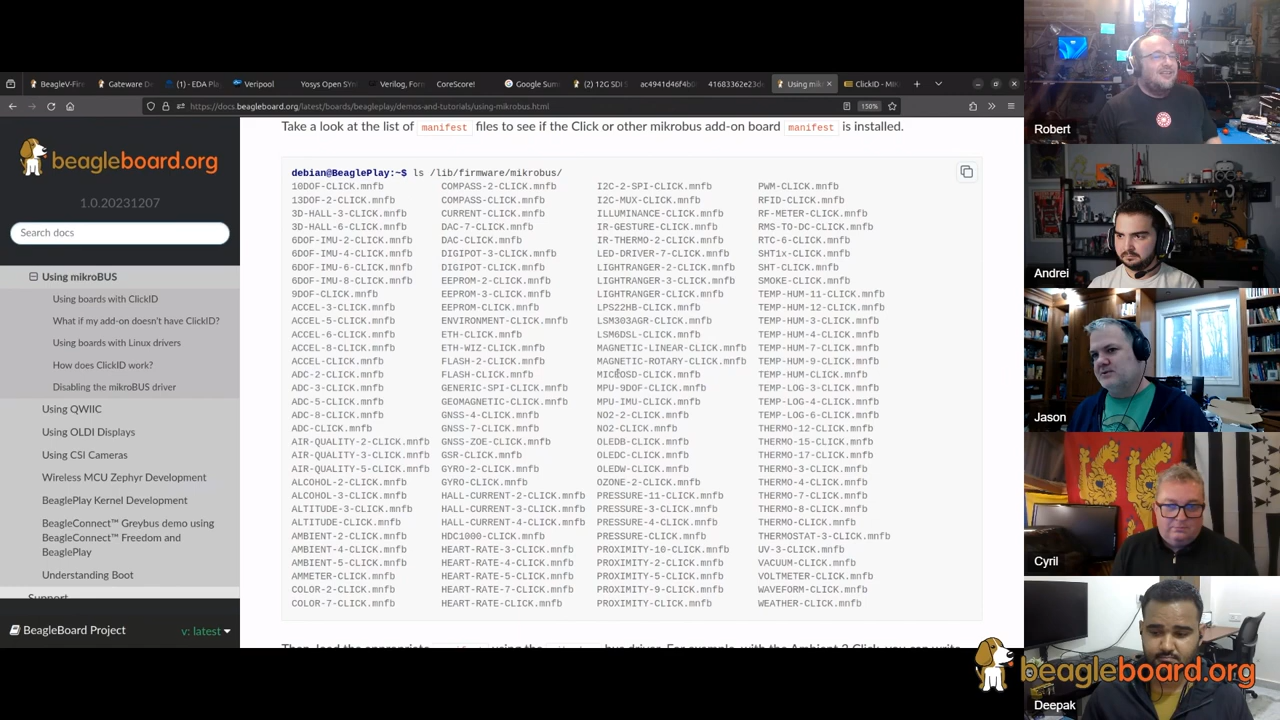 BeagleV-Fire
Gateware De
(1) - EDA Pla
Veripool
Yosys Open SY
Verilog, Form
CoreScore!
Google Sum
(2) 12G SDI S
ac4941d46f4b
41683362e23d
Using mik
ClickID - Mi
https://docs.beagleboard.org/latest/boards/beagleplay/demos-and-tutorials/using-mikrobus.html
150%
beagleboard.org
1.0.20231207
Search docs
Using mikroBUS
Using boards with ClickID
What if my add-on doesn't have ClickID?
Using boards with Linux drivers
How does ClickID work?
Disabling the mikroBUS driver
Using QWIIC
Using OLDI Displays
Using CSI Cameras
Wireless MCU Zephyr Development
BeaglePlay Kernel Development
BeagleConnect™ Greybus demo using
BeagleConnect™ Freedom and
BeaglePlay
Understanding Boot
Support
BeagleBoard Project
v: latest
Take a look at the list of manifest files to see if the Click or other mikrobus add-on board manifest is installed.
debian@BeaglePlay:~$ ls /lib/firmware/mikrobus/
10DOF-CLICK.mnfb COMPASS-2-CLICK.mnfb I2C-2-SPI-CLICK.mnfb PWM-CLICK.mnfb
13DOF-2-CLICK.mnfb COMPASS-CLICK.mnfb I2C-MUX-CLICK.mnfb RFID-CLICK.mnfb
3D-HALL-3-CLICK.mnfb CURRENT-CLICK.mnfb ILLUMINANCE-CLICK.mnfb RF-METER-CLICK.mnfb
3D-HALL-6-CLICK.mnfb DAC-7-CLICK.mnfb IR-GESTURE-CLICK.mnfb RMS-TO-DC-CLICK.mnfb
6DOF-IMU-2-CLICK.mnfb DAC-CLICK.mnfb IR-THERMO-2-CLICK.mnfb RTC-6-CLICK.mnfb
6DOF-IMU-4-CLICK.mnfb DIGIPOT-3-CLICK.mnfb LED-DRIVER-7-CLICK.mnfb SHT1x-CLICK.mnfb
6DOF-IMU-6-CLICK.mnfb DIGIPOT-CLICK.mnfb LIGHTRANGER-2-CLICK.mnfb SHT-CLICK.mnfb
6DOF-IMU-8-CLICK.mnfb EEPROM-2-CLICK.mnfb LIGHTRANGER-3-CLICK.mnfb SMOKE-CLICK.mnfb
9DOF-CLICK.mnfb EEPROM-3-CLICK.mnfb LIGHTRANGER-CLICK.mnfb TEMP-HUM-11-CLICK.mnfb
ACCEL-3-CLICK.mnfb EEPROM-CLICK.mnfb LPS22HB-CLICK.mnfb TEMP-HUM-12-CLICK.mnfb
ACCEL-5-CLICK.mnfb ENVIRONMENT-CLICK.mnfb LSM303AGR-CLICK.mnfb TEMP-HUM-3-CLICK.mnfb
ACCEL-6-CLICK.mnfb ETH-CLICK.mnfb LSM6DSL-CLICK.mnfb TEMP-HUM-4-CLICK.mnfb
ACCEL-8-CLICK.mnfb ETH-WIZ-CLICK.mnfb MAGNETIC-LINEAR-CLICK.mnfb TEMP-HUM-7-CLICK.mnfb
ACCEL-CLICK.mnfb FLASH-2-CLICK.mnfb MAGNETIC-ROTARY-CLICK.mnfb TEMP-HUM-9-CLICK.mnfb
ADC-2-CLICK.mnfb FLASH-CLICK.mnfb MICROSD-CLICK.mnfb TEMP-HUM-CLICK.mnfb
ADC-3-CLICK.mnfb GENERIC-SPI-CLICK.mnfb MPU-9DOF-CLICK.mnfb TEMP-LOG-3-CLICK.mnfb
ADC-5-CLICK.mnfb GEOMAGNETIC-CLICK.mnfb MPU-IMU-CLICK.mnfb TEMP-LOG-4-CLICK.mnfb
ADC-8-CLICK.mnfb GNSS-4-CLICK.mnfb NO2-2-CLICK.mnfb TEMP-LOG-6-CLICK.mnfb
ADC-CLICK.mnfb GNSS-7-CLICK.mnfb NO2-CLICK.mnfb THERMO-12-CLICK.mnfb
AIR-QUALITY-2-CLICK.mnfb GNSS-ZOE-CLICK.mnfb OLEDB-CLICK.mnfb THERMO-15-CLICK.mnfb
AIR-QUALITY-3-CLICK.mnfb GSR-CLICK.mnfb OLEDC-CLICK.mnfb THERMO-17-CLICK.mnfb
AIR-QUALITY-5-CLICK.mnfb GYRO-2-CLICK.mnfb OLEDW-CLICK.mnfb THERMO-3-CLICK.mnfb
ALCOHOL-2-CLICK.mnfb GYRO-CLICK.mnfb OZONE-2-CLICK.mnfb THERMO-4-CLICK.mnfb
ALCOHOL-3-CLICK.mnfb HALL-CURRENT-2-CLICK.mnfb PRESSURE-11-CLICK.mnfb THERMO-7-CLICK.mnfb
ALTITUDE-3-CLICK.mnfb HALL-CURRENT-3-CLICK.mnfb PRESSURE-3-CLICK.mnfb THERMO-8-CLICK.mnfb
ALTITUDE-CLICK.mnfb HALL-CURRENT-4-CLICK.mnfb PRESSURE-4-CLICK.mnfb THERMO-CLICK.mnfb
AMBIENT-2-CLICK.mnfb HDC1000-CLICK.mnfb PRESSURE-CLICK.mnfb THERMOSTAT-3-CLICK.mnfb
AMBIENT-4-CLICK.mnfb HEART-RATE-3-CLICK.mnfb PROXIMITY-10-CLICK.mnfb UV-3-CLICK.mnfb
AMBIENT-5-CLICK.mnfb HEART-RATE-4-CLICK.mnfb PROXIMITY-2-CLICK.mnfb VACUUM-CLICK.mnfb
AMMETER-CLICK.mnfb HEART-RATE-5-CLICK.mnfb PROXIMITY-5-CLICK.mnfb VOLTMETER-CLICK.mnfb
COLOR-2-CLICK.mnfb HEART-RATE-7-CLICK.mnfb PROXIMITY-9-CLICK.mnfb WAVEFORM-CLICK.mnfb
COLOR-7-CLICK.mnfb HEART-RATE-CLICK.mnfb PROXIMITY-CLICK.mnfb WEATHER-CLICK.mnfb
Robert
Andrei
Jason
Cyril
Deepak
beagleboard.org